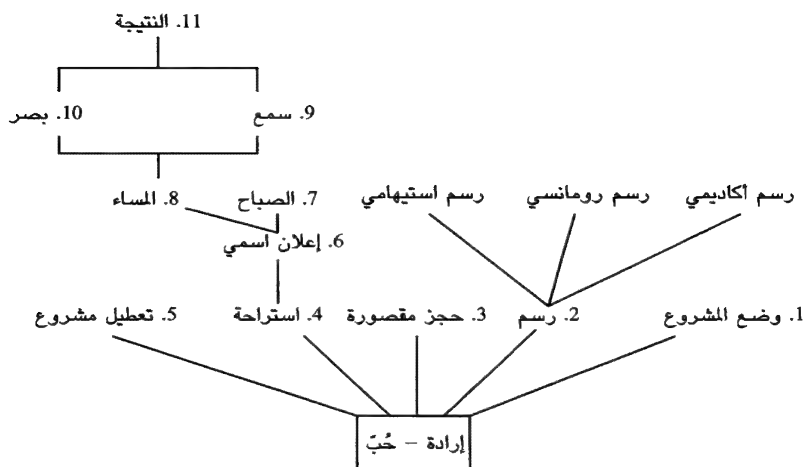 11. النتيجة
9. سمع
10. بصر
رسم أكاديمي
رسم رومانسي
رسم استيهامي
7. الصباح
8. المساء
6. إعلان اسمي
1. وضع المشروع
2. رسم
3. حجز مقصورة
4. استراحة
5. تعطيل مشروع
إرادة – حُبّ